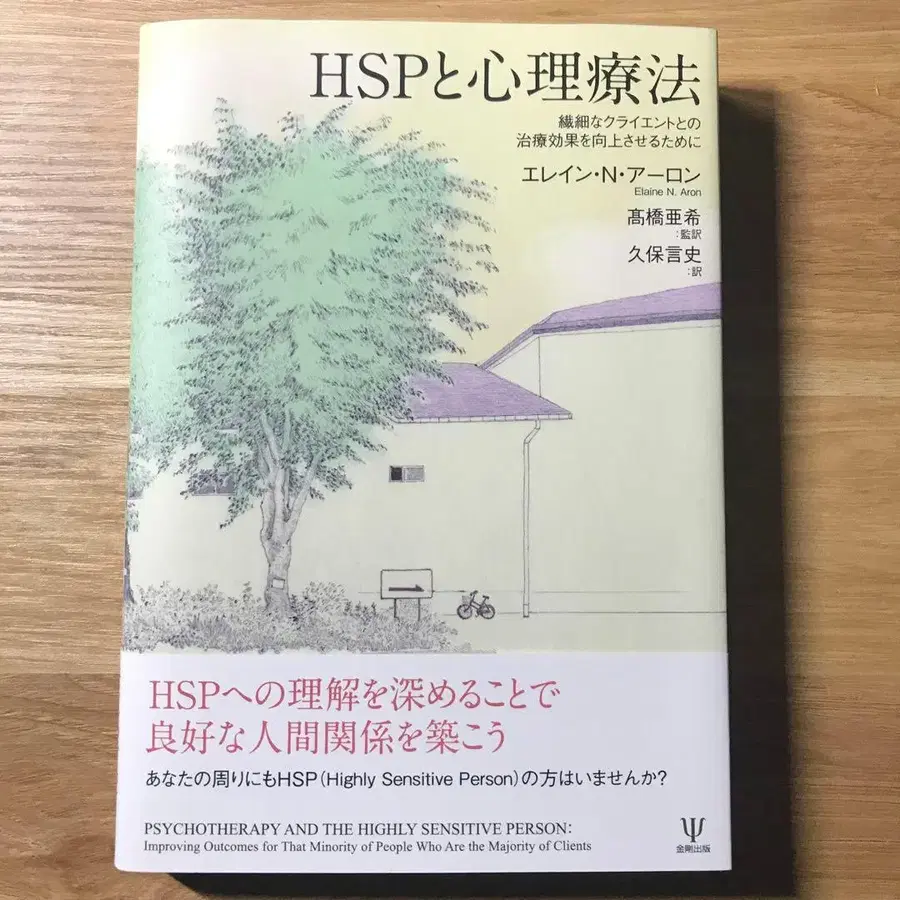 HSPと心理療法
繊細なクライエントとの
治療効果を向上させるために
エレイン・N・アーロン
Elaine N. Aron
髙橋亜希
:監訳
久保言史
:訳
HSPへの理解を深めることで
良好な人間関係を築こう
あなたの周りにもHSP(Highly Sensitive Person)の方はいませんか?
PSYCHOTHERAPY AND THE HIGHLY SENSITIVE PERSON:
Improving Outcomes for That Minority of People Who Are the Majority of Clients
Ψ
金剛出版